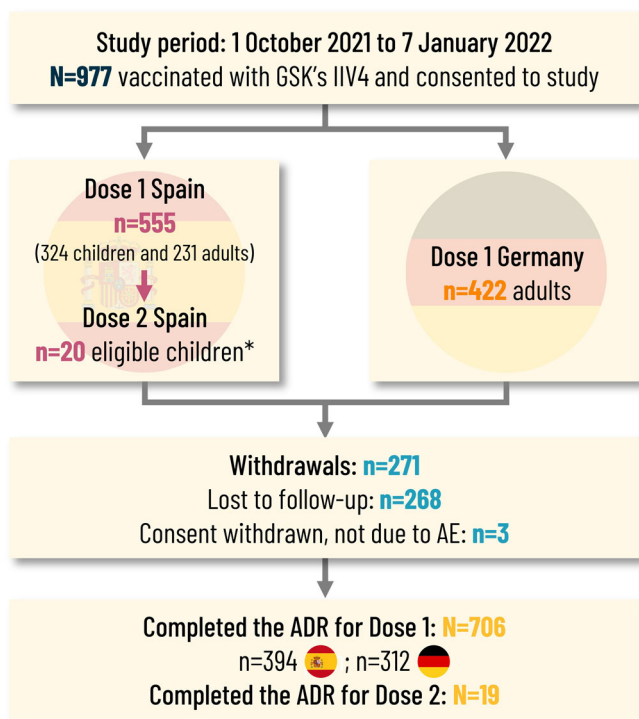 Study period: 1 October 2021 to 7 January 2022
N=977 vaccinated with GSK's IIV4 and consented to study
Dose 1 Spain
n=555
(324 children and 231 adults)
Dose 2 Spain
n=20 eligible children*
Dose 1 Germany
n=422 adults
Withdrawals: n=271
Lost to follow-up: n=268
Consent withdrawn, not due to AE: n=3
Completed the ADR for Dose 1: N=706
n=394 ; n=312
Completed the ADR for Dose 2: N=19